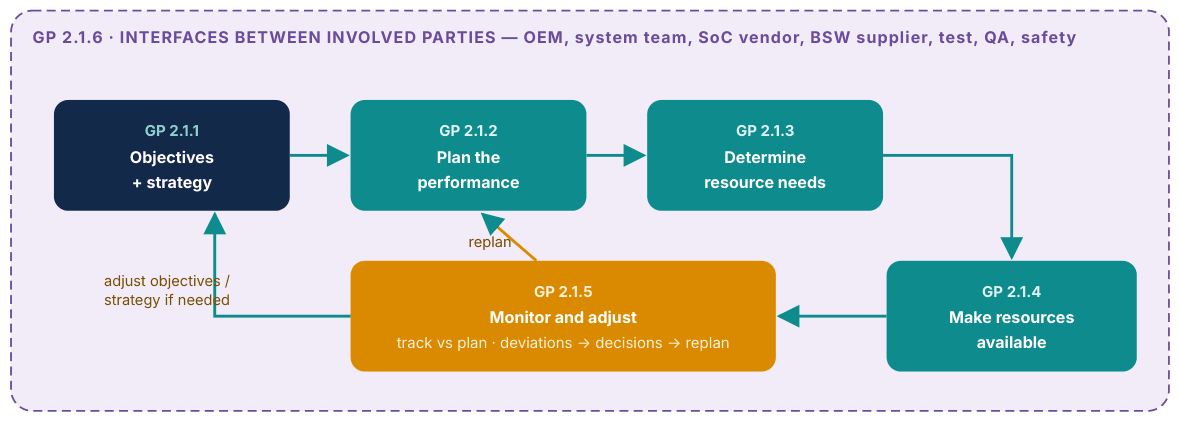 GP 2.1.6 · INTERFACES BETWEEN INVOLVED PARTIES — OEM, system team, SoC vendor, BSW supplier, test, QA, safety
GP 2.1.1
Objectives
+ strategy
GP 2.1.2
Plan the
performance
GP 2.1.3
Determine
resource needs
replan
adjust objectives /
strategy if needed
GP 2.1.5
Monitor and adjust
track vs plan · deviations → decisions → replan
GP 2.1.4
Make resources
available